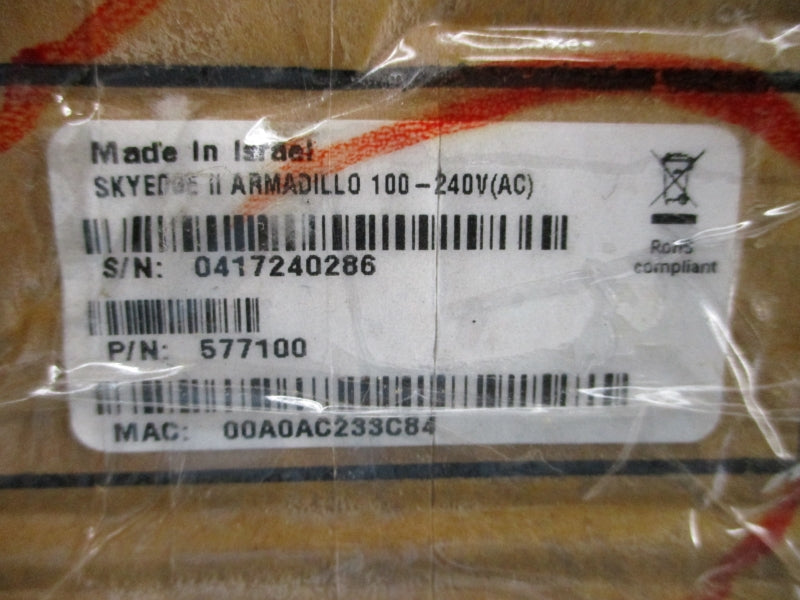 Made In Israel
SKYEDGE II ARMADILLO 100-240V(AC)
S/N: 0417240286
P/N: 577100
MAC: 00A0AC233C84
RoHS
compliant